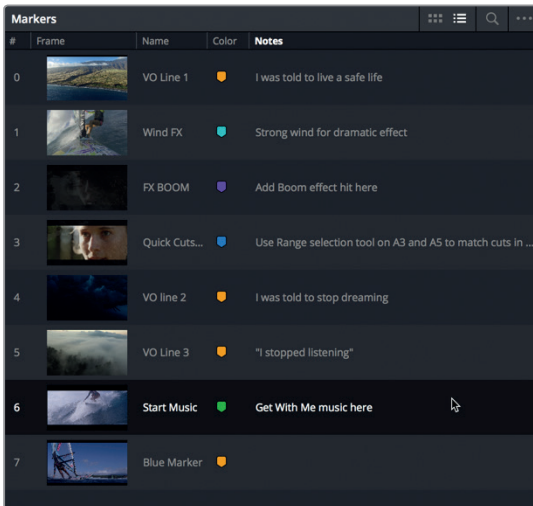 Markers
# Frame Name Color Notes
0 VO Line 1 I was told to live a safe life
1 Wind FX Strong wind for dramatic effect
2 FX BOOM Add Boom effect hit here
3 Quick Cuts... Use Range selection tool on A3 and A5 to match cuts in ...
4 VO line 2 I was told to stop dreaming
5 VO Line 3 "I stopped listening"
6 Start Music Get With Me music here
7 Blue Marker